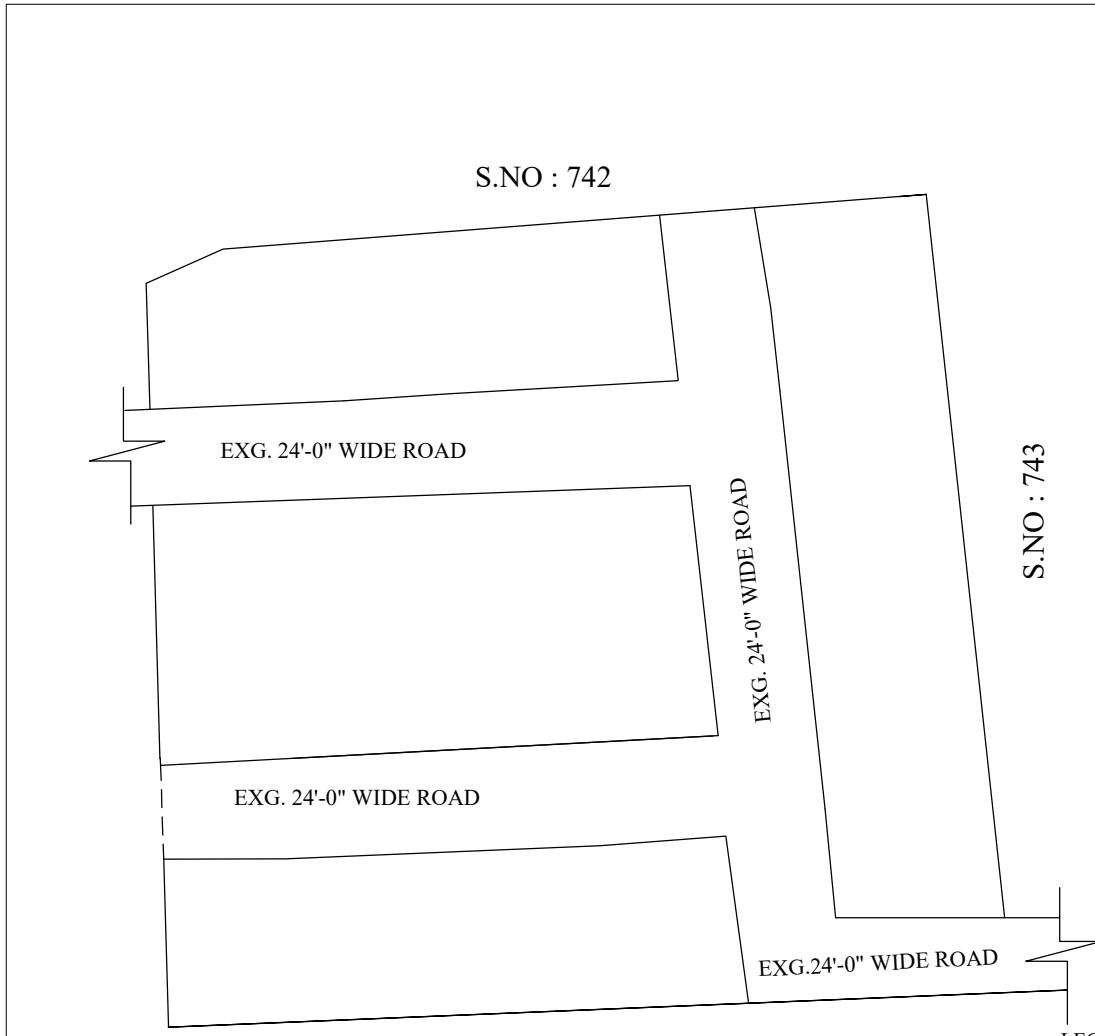 S.NO : 742
EXG. 24'-0" WIDE ROAD
S.NO : 743
EXG. 24'-0" WIDE ROAD
EXG. 24'-0" WIDE ROAD
EXG.24'-0" WIDE ROAD